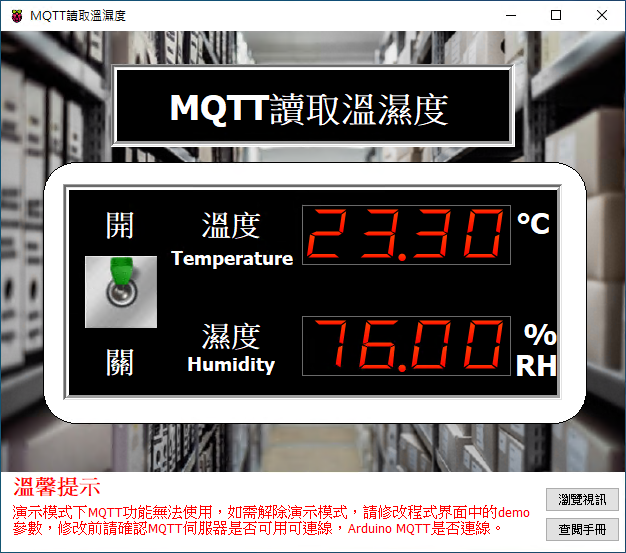 MQTT讀取溫濕度
MQTT讀取溫濕度
開
溫度
Temperature
23.30
°C
關
濕度
Humidity
76.00
%
RH
溫馨提示
演示模式下MQTT功能無法使用，如需解除演示模式，請修改程式界面中的demo
參數，修改前請確認MQTT伺服器是否可用可連線，Arduino MQTT是否連線。
瀏覽視訊
查閱手冊